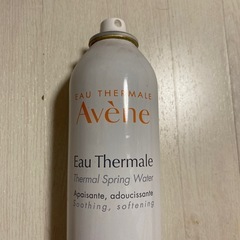 EAU THERMALE
Avène
Eau Thermale
Thermal Spring Water
Apaisante, adoucissante
Soothing, softening